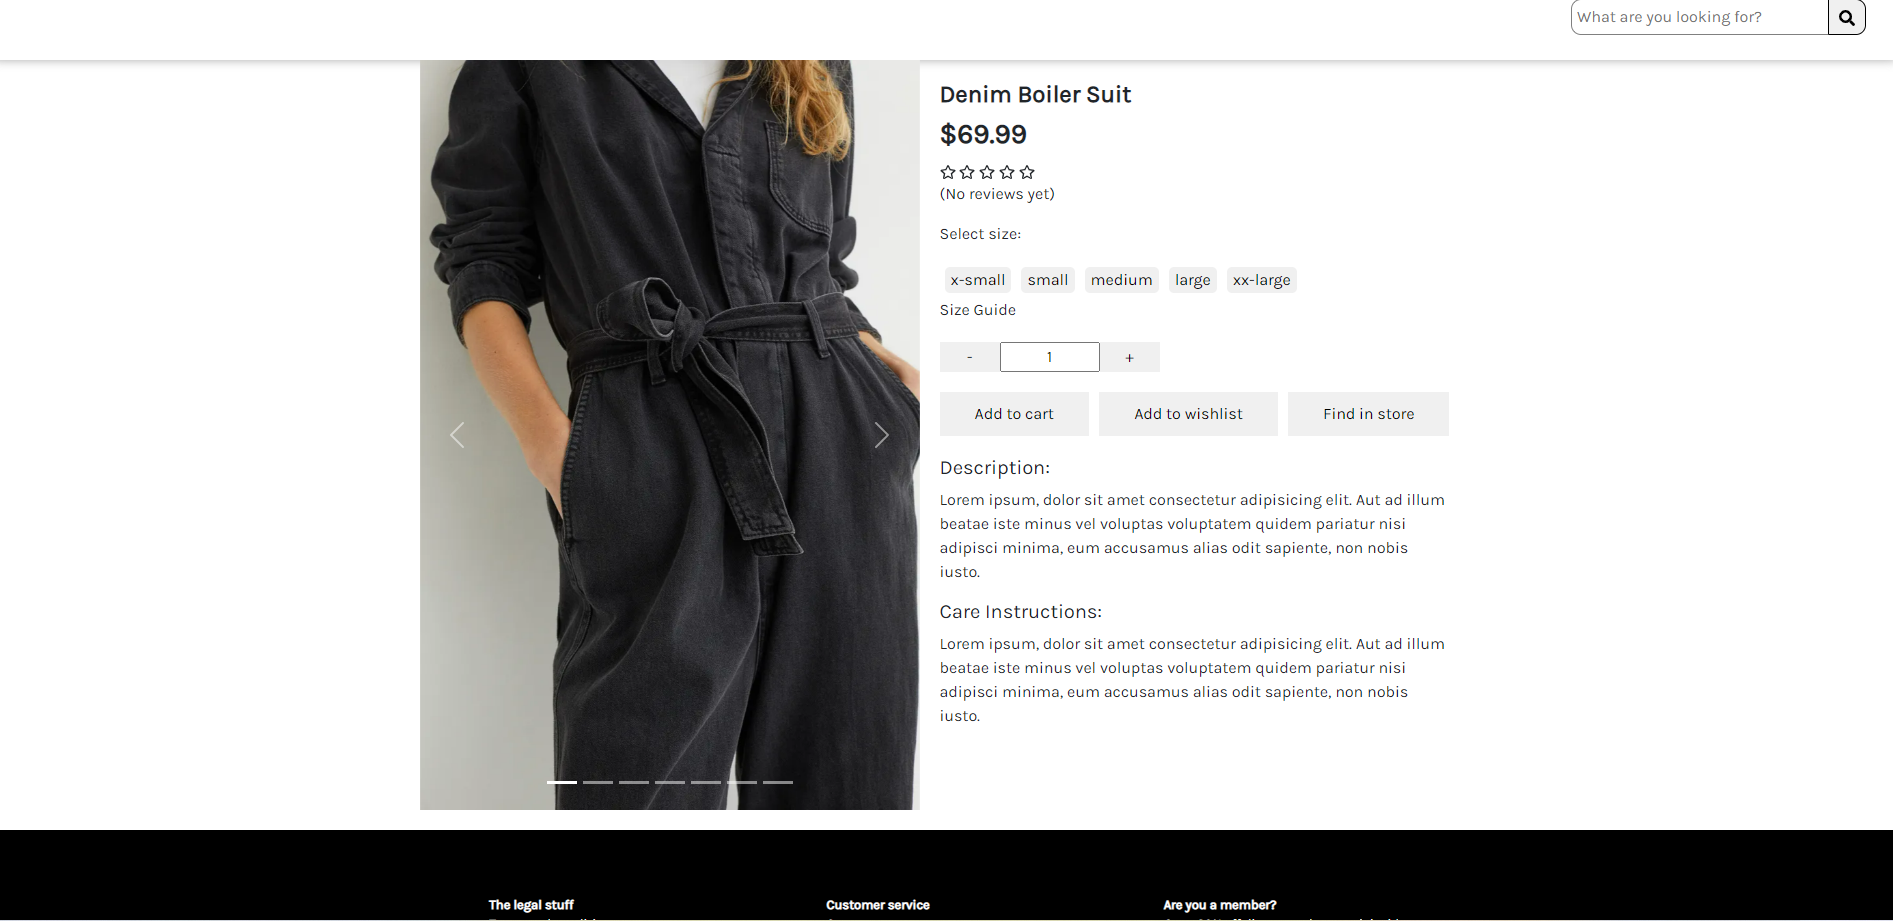 What are you looking for?
Denim Boiler Suit
$69.99
(No reviews yet)
Select size:
x-small small medium large xx-large
Size Guide
- 1 +
Add to cart Add to wishlist Find in store
Description:
Lorem ipsum, dolor sit amet consectetur adipisicing elit. Aut ad illum
beatae iste minus vel voluptas voluptatem quidem pariatur nisi
adipisci minima, eum accusamus alias odit sapiente, non nobis
iusto.
Care Instructions:
Lorem ipsum, dolor sit amet consectetur adipisicing elit. Aut ad illum
beatae iste minus vel voluptas voluptatem quidem pariatur nisi
adipisci minima, eum accusamus alias odit sapiente, non nobis
iusto.
The legal stuff Customer service Are you a member?